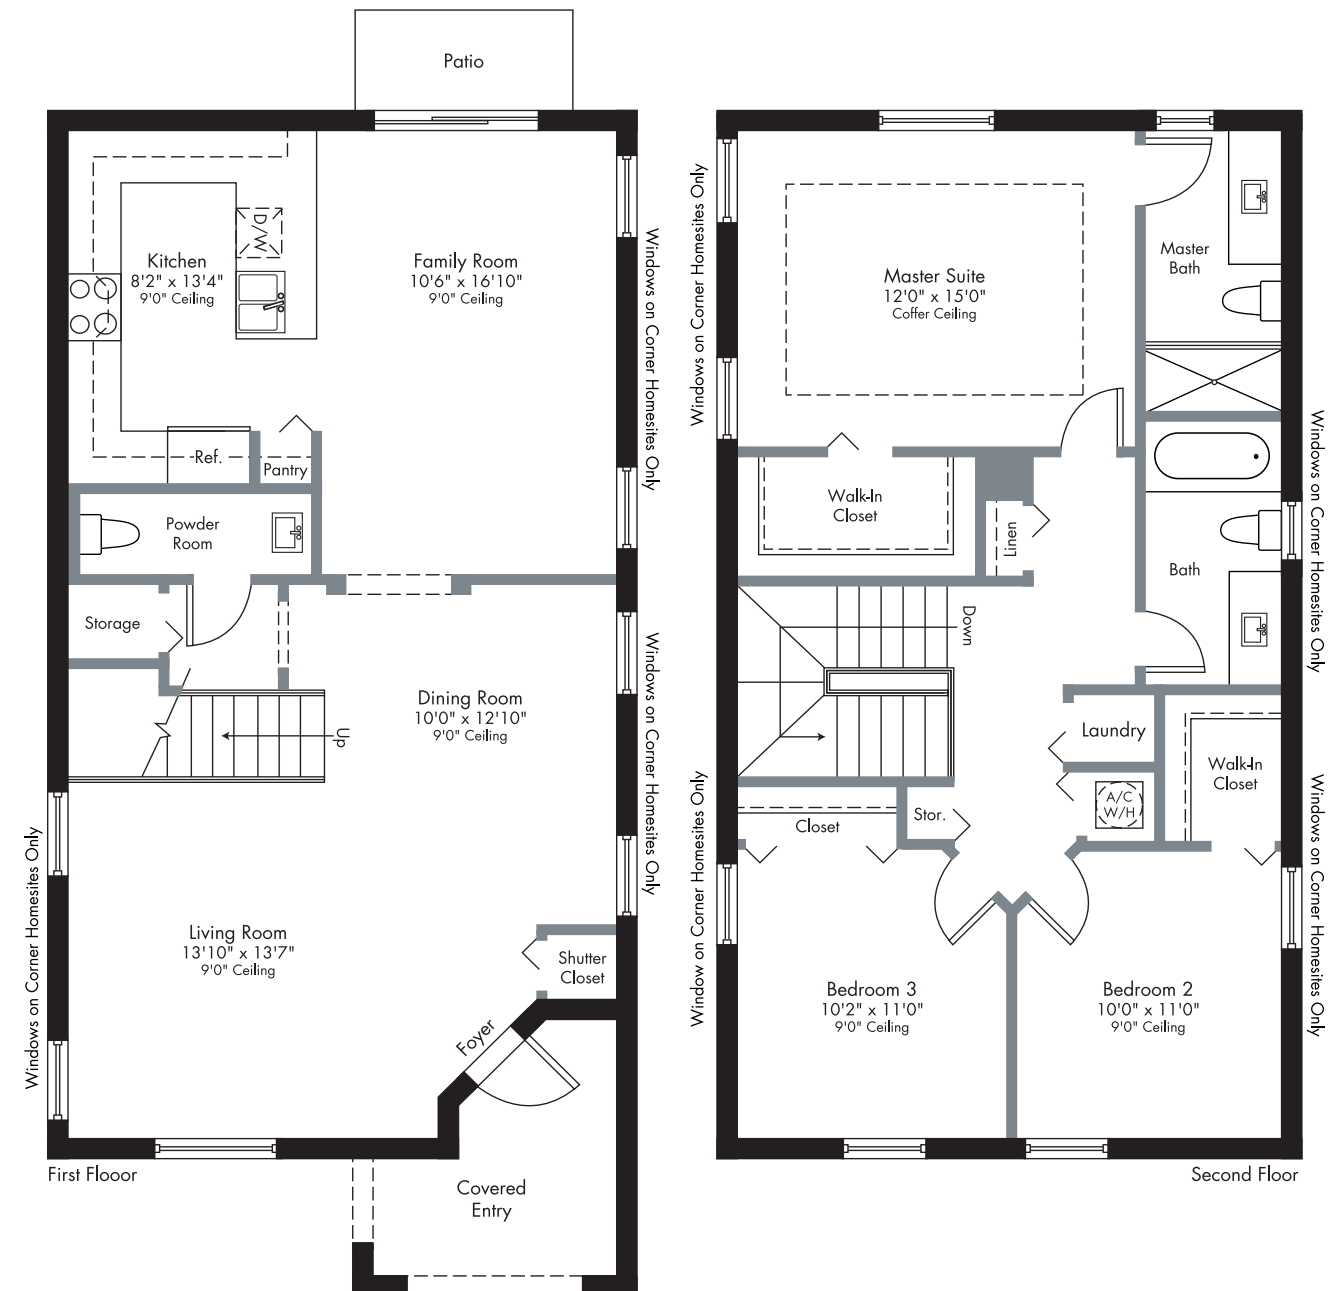 Patio
Kitchen
8'2" x 13'4"
9'0" Ceiling
D/W
Family Room
10'6" x 16'10"
9'0" Ceiling
Windows on Corner Homesites Only
Ref.
Pantry
Powder
Room
Storage
Up
Dining Room
10'0" x 12'10"
9'0" Ceiling
Windows on Corner Homesites Only
Windows on Corner Homesites Only
Living Room
13'10" x 13'7"
9'0" Ceiling
Shutter
Closet
Foyer
Covered
Entry
First Flooor
Windows on Corner Homesites Only
Master Suite
12'0" x 15'0"
Coffer Ceiling
Master
Bath
Walk-In
Closet
Linen
Bath
Windows on Corner Homesites Only
Down
Laundry
A/C
W/H
Walk-In
Closet
Stor.
Closet
Window on Corner Homesites Only
Bedroom 3
10'2" x 11'0"
9'0" Ceiling
Bedroom 2
10'0" x 11'0"
9'0" Ceiling
Windows on Corner Homesites Only
Second Floor